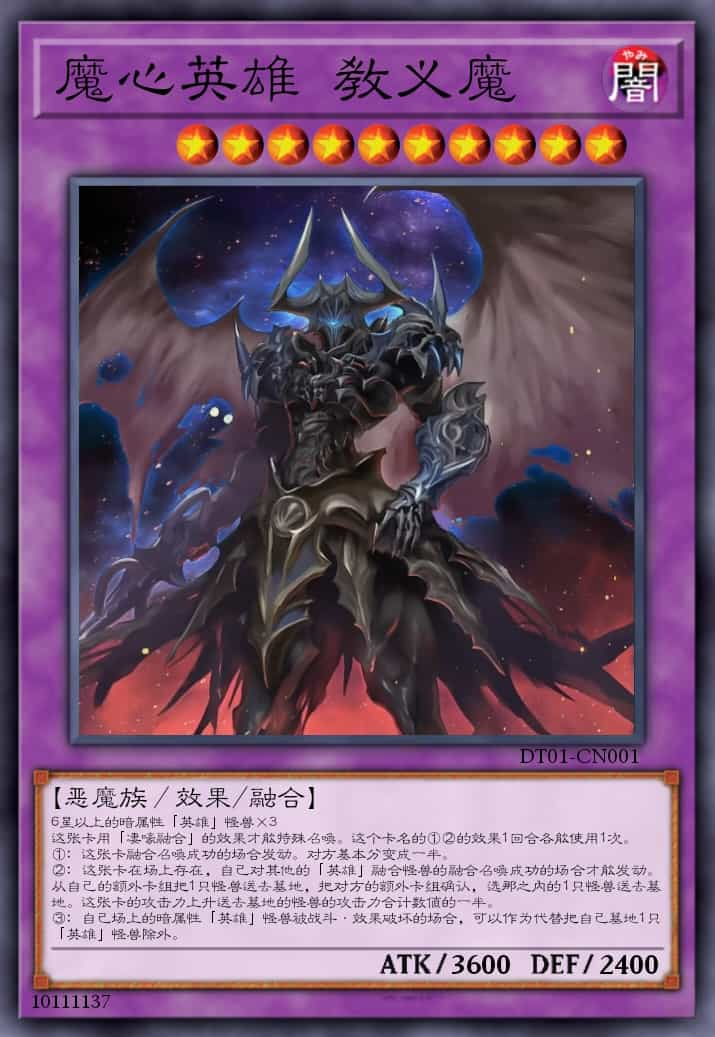 魔心英雄 教义魔
やみ
闇
DT01-CN001
【恶魔族／效果/融合】
6星以上的暗属性「英雄」怪兽×3
这张卡用「凄嚎融合」的效果才能特殊召唤。这个卡名的①②的效果1回合各能使用1次。
①：这张卡融合召唤成功的场合发动。对方基本分变成一半。
②：这张卡在场上存在，自己对其他的「英雄」融合怪兽的融合召唤成功的场合才能发动。
从自己的额外卡组把1只怪兽送去墓地，把对方的额外卡组确认，选那之内的1只怪兽送去墓
地。这张卡的攻击力上升送去墓地的怪兽的攻击力合计数值的一半。
③：自己场上的暗属性「英雄」怪兽被战斗·效果破坏的场合，可以作为代替把自己墓地1只
「英雄」怪兽除外。
ATK/3600 DEF/2400
10111137